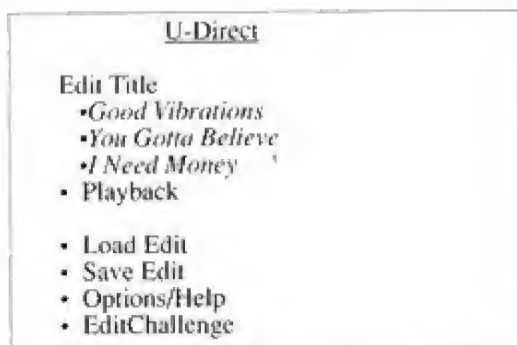 U-Direct
Edit Title
•Good Vibrations
•You Gotta Believe
•I Need Money
• Playback
• Load Edit
• Save Edit
• Options/Help
• EditChallenge